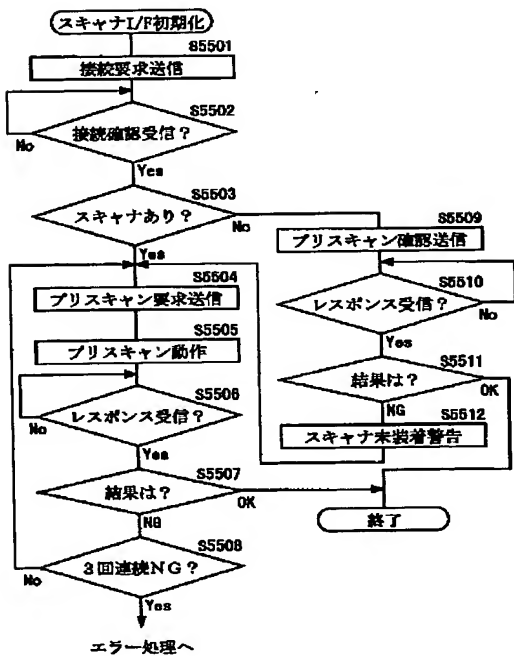 スキャナI/F初期化
S5501
接続要求送信
S5502
接続確認受信？
No
Yes
S5503
スキャナあり？
No
Yes
S5504
プリスキャン要求送信
S5505
プリスキャン動作
S5506
レスポンス受信？
No
Yes
S5507
結果は？
OK
NG
S5508
3回連続NG？
No
Yes
エラー処理へ
S5509
プリスキャン確認送信
S5510
レスポンス受信？
No
Yes
S5511
結果は？
OK
NG
S5512
スキャナ未装着警告
終了